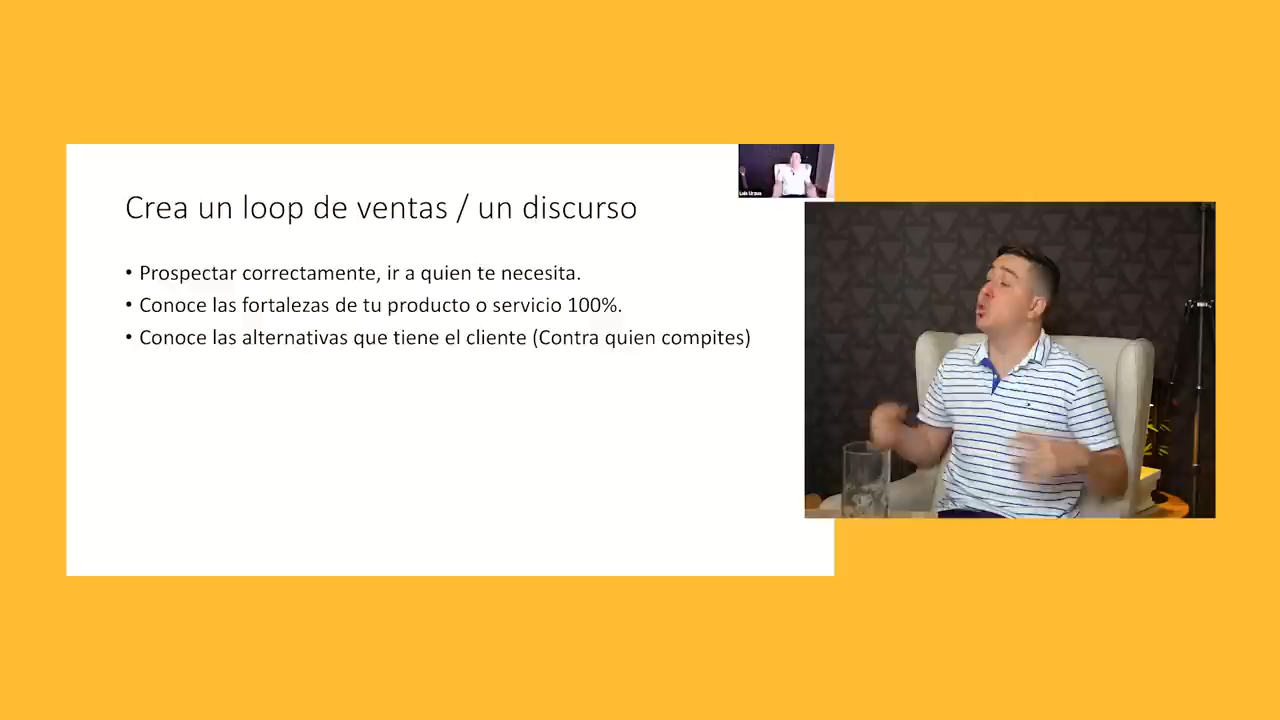 Crea un loop de ventas / un discurso
• Prospectar correctamente, ir a quien te necesita.
• Conoce las fortalezas de tu producto o servicio 100%.
• Conoce las alternativas que tiene el cliente (Contra quien compites)